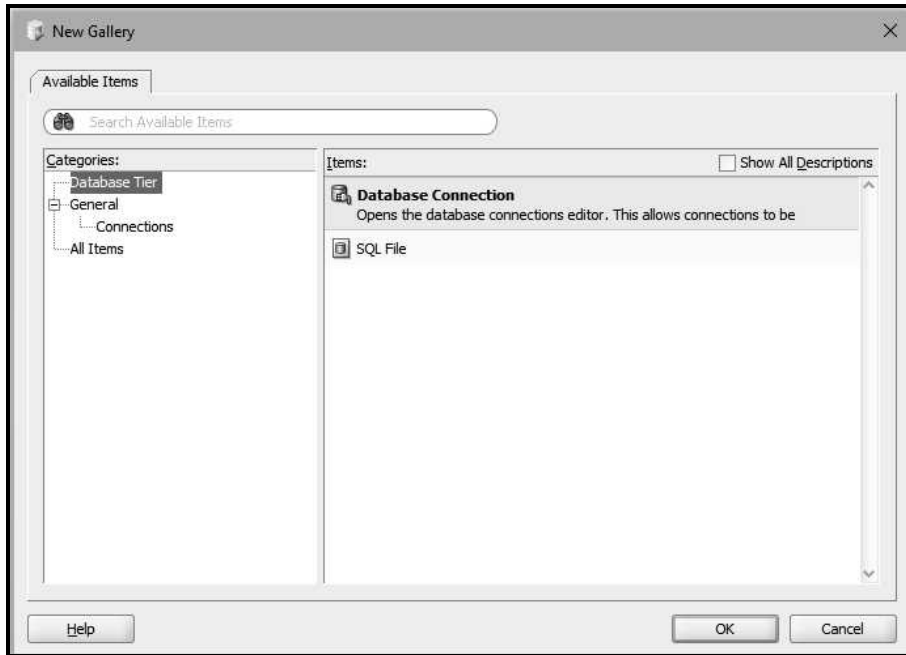 New Gallery
Available Items
Search Available Items
Categories:
Database Tier
General
Connections
All Items
Items:
Show All Descriptions
Database Connection
Opens the database connections editor. This allows connections to be
SQL File
Help
OK
Cancel